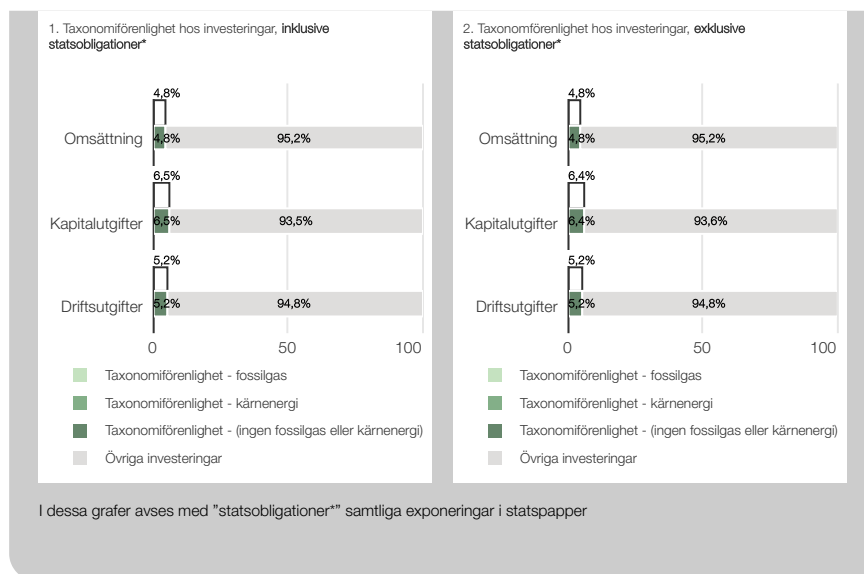 1. Taxonomiförenlighet hos investeringar, inklusive
statsobligationer*
4,8%
Omsättning 4,8% 95,2%
6,5%
Kapitalutgifter 6,5% 93,5%
5,2%
Driftsutgifter 5,2% 94,8%
0 50 100
Taxonomiförenlighet - fossilgas
Taxonomiförenlighet - kärnenergi
Taxonomiförenlighet - (ingen fossilgas eller kärnenergi)
Övriga investeringar
2. Taxonomförenlighet hos investeringar, exklusive
statsobligationer*
4,8%
Omsättning 4,8% 95,2%
6,4%
Kapitalutgifter 6,4% 93,6%
5,2%
Driftsutgifter 5,2% 94,8%
0 50 100
Taxonomiförenlighet - fossilgas
Taxonomiförenlighet - kärnenergi
Taxonomiförenlighet - (ingen fossilgas eller kärnenergi)
Övriga investeringar
I dessa grafer avses med ”statsobligationer*” samtliga exponeringar i statspapper